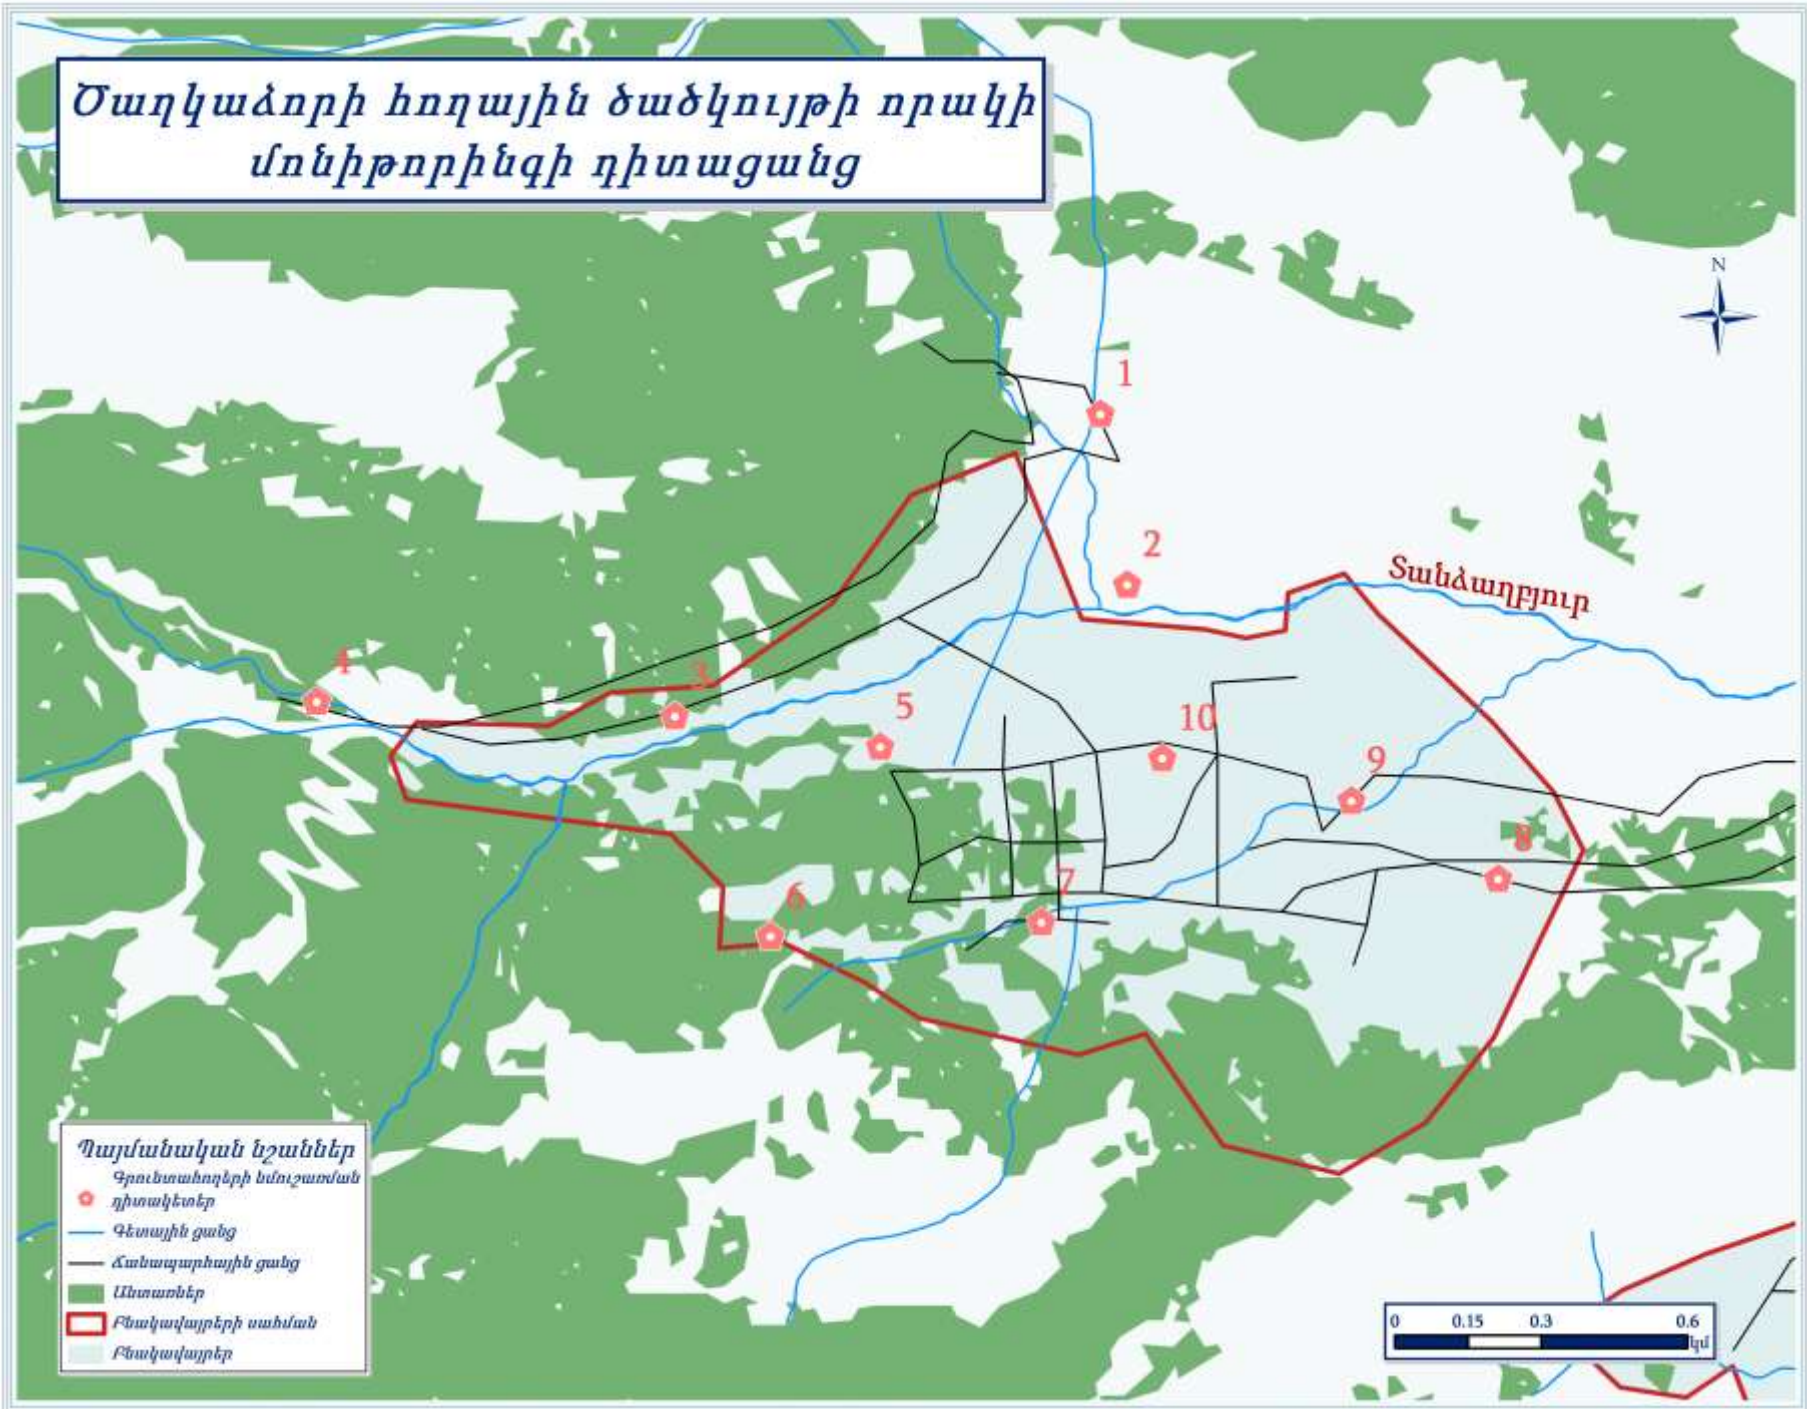 Ծաղկաձորի հողային ծածկույթի որակի
մոնիթորինգի դիտացանց
N
1
2
Տանձաղբյուր
4
3
5
10
9
8
6
7
Պայմանական նշաններ
Գրունտահողերի նմուշառման
դիտակետեր
Գետային ցանց
Ճանապարհային ցանց
Անտառներ
Բնակավայրերի սահման
Բնակավայրեր
0 0.15 0.3 0.6
կմ